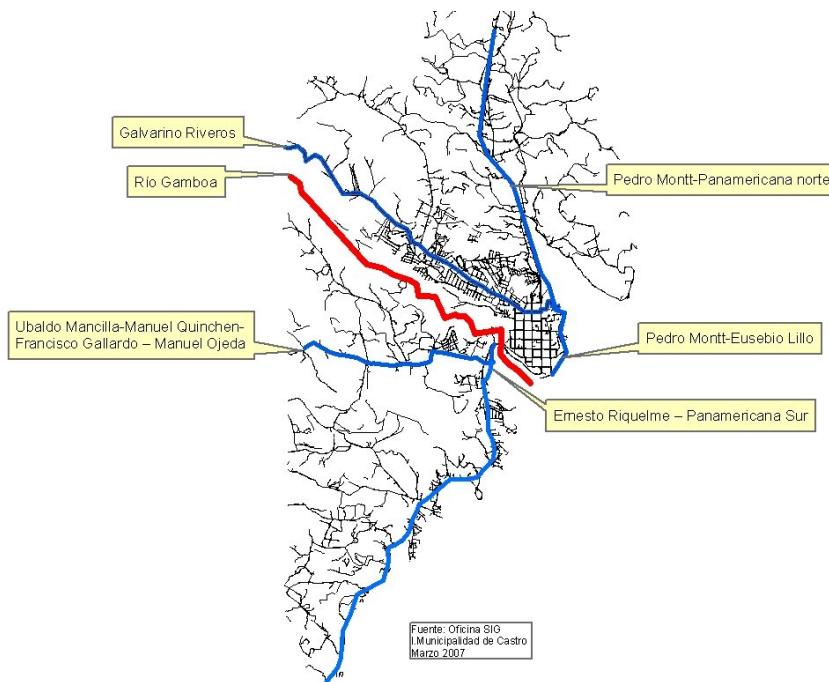 Galvarino Riveros
Río Gamboa
Pedro Montt-Panamericana norte
Ubaldo Mancilla-Manuel Quinchen-
Francisco Gallardo – Manuel Ojeda
Pedro Montt-Eusebio Lillo
Ernesto Riquelme – Panamericana Sur
Fuente: Oficina SIG
I.Municipalidad de Castro
Marzo 2007